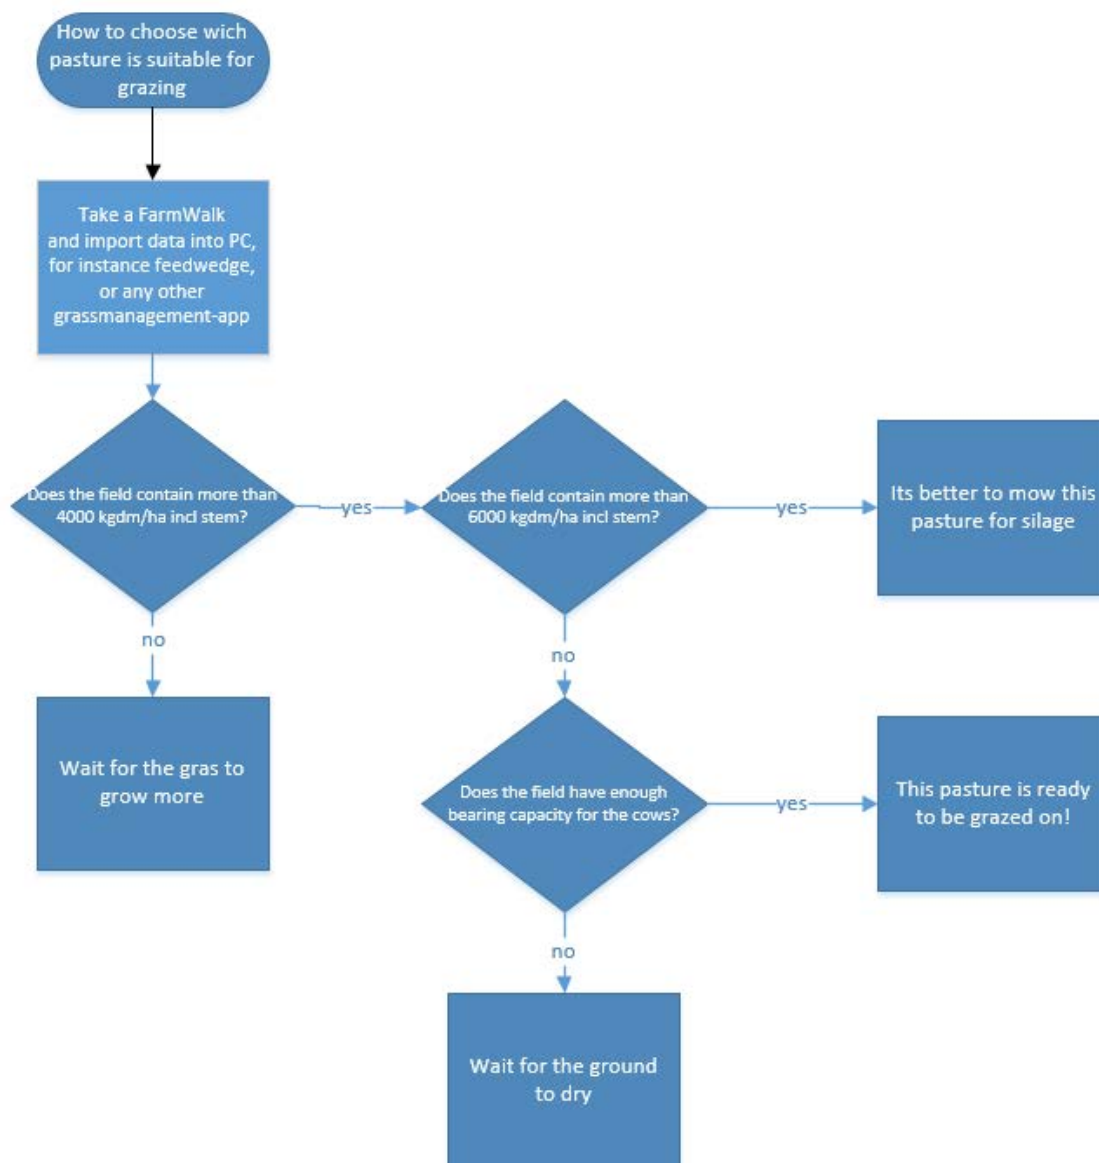 How to choose wich
pasture is suitable for
grazing
Take a FarmWalk
and import data into PC,
for instance feedwedge,
or any other
grassmanagement-app
Does the field contain more than
4000 kgdm/ha incl stem?
yes
Does the field contain more than
6000 kgdm/ha incl stem?
yes
Its better to mow this
pasture for silage
no
Wait for the gras to
grow more
no
Does the field have enough
bearing capacity for the cows?
yes
This pasture is ready
to be grazed on!
no
Wait for the ground
to dry